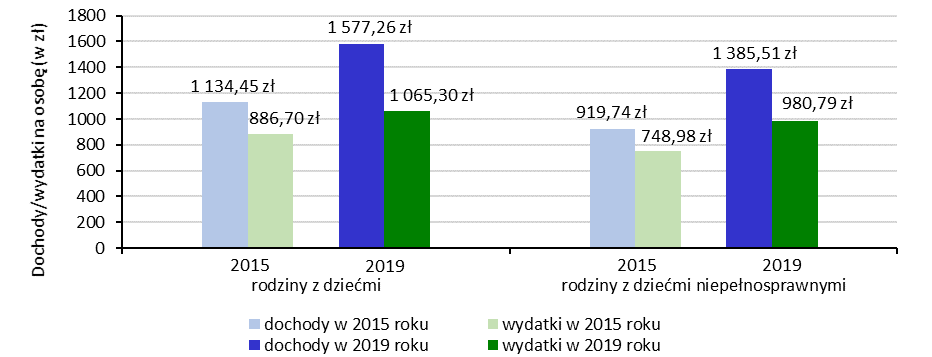 Dochody/wydatki na osobę (w zł)
1800
1600
1400
1200
1000
800
600
400
200
0
1 134,45 zł
886,70 zł
1 577,26 zł
1 065,30 zł
919,74 zł
748,98 zł
1 385,51 zł
980,79 zł
2015 2019 2015 2019
rodziny z dziećmi rodziny z dziećmi niepełnosprawnymi
dochody w 2015 roku wydatki w 2015 roku
dochody w 2019 roku wydatki w 2019 roku